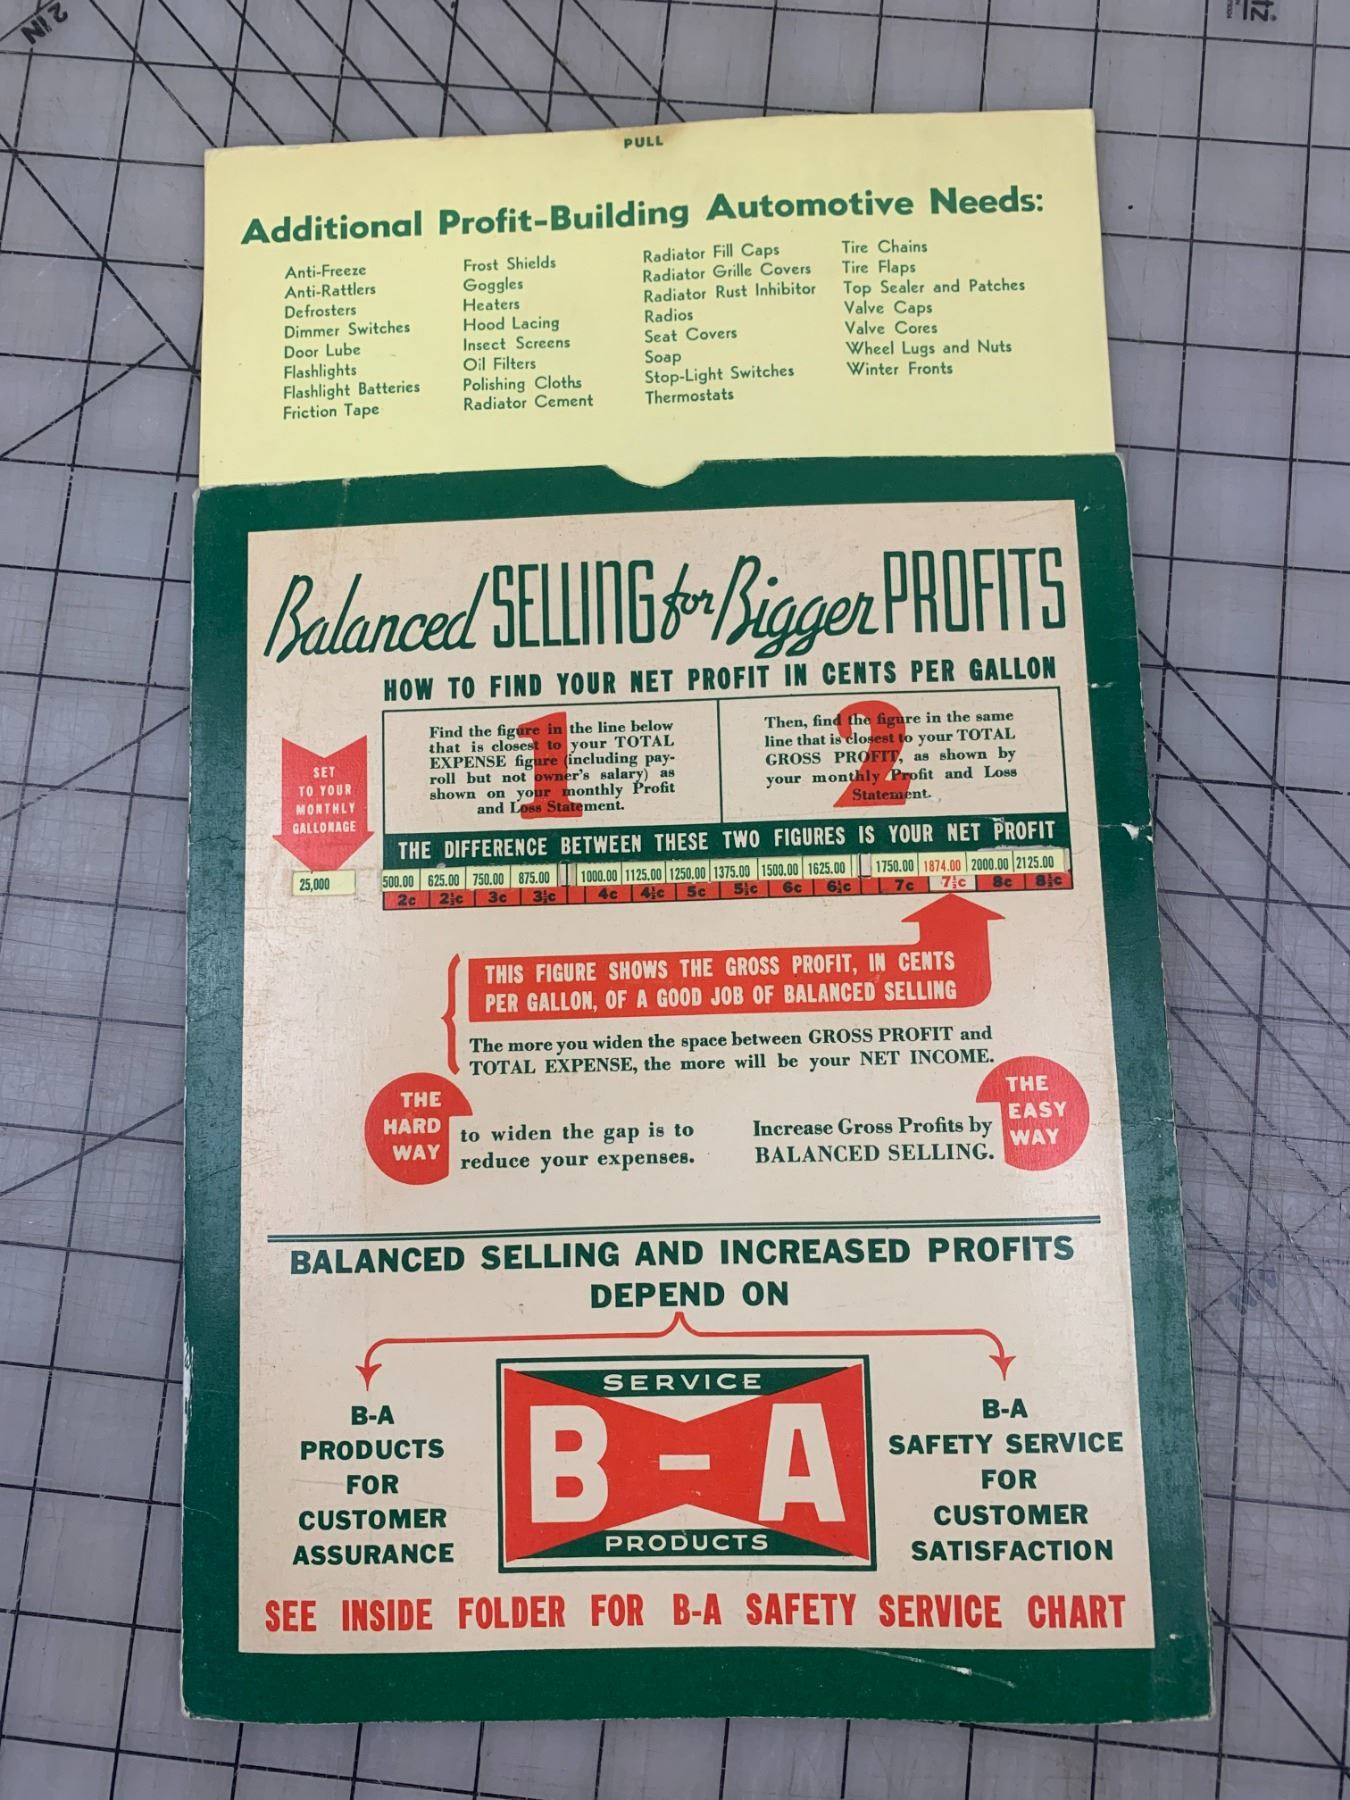 2 IN
PULL
Additional Profit-Building Automotive Needs:
Anti-Freeze
Anti-Rattlers
Defrosters
Dimmer Switches
Door Lube
Flashlights
Flashlight Batteries
Friction Tape
Frost Shields
Goggles
Heaters
Hood Lacing
Insect Screens
Oil Filters
Polishing Cloths
Radiator Cement
Radiator Fill Caps
Radiator Grille Covers
Radiator Rust Inhibitor
Radios
Seat Covers
Soap
Stop-Light Switches
Thermostats
Tire Chains
Tire Flaps
Top Sealer and Patches
Valve Caps
Valve Cores
Wheel Lugs and Nuts
Winter Fronts
Balanced SELLING for Bigger PROFITS
HOW TO FIND YOUR NET PROFIT IN CENTS PER GALLON
SET
TO YOUR
MONTHLY
GALLONAGE
1
Find the figure in the line below
that is closest to your TOTAL
EXPENSE figure (including pay-
roll but not owner's salary) as
shown on your monthly Profit
and Loss Statement.
2
Then, find the figure in the same
line that is closest to your TOTAL
GROSS PROFIT, as shown by
your monthly Profit and Loss
Statement.
THE DIFFERENCE BETWEEN THESE TWO FIGURES IS YOUR NET PROFIT
25,000
500.00 625.00 750.00 875.00 1000.00 1125.00 1250.00 1375.00 1500.00 1625.00 1750.00 1874.00 2000.00 2125.00
2c 2½c 3c 3½c 4c 4½c 5c 5½c 6c 6½c 7c 7½c 8c 8½c
THIS FIGURE SHOWS THE GROSS PROFIT, IN CENTS
PER GALLON, OF A GOOD JOB OF BALANCED SELLING
The more you widen the space between GROSS PROFIT and
TOTAL EXPENSE, the more will be your NET INCOME.
THE
HARD
WAY
to widen the gap is to
reduce your expenses.
Increase Gross Profits by
BALANCED SELLING.
THE
EASY
WAY
BALANCED SELLING AND INCREASED PROFITS
DEPEND ON
B-A
PRODUCTS
FOR
CUSTOMER
ASSURANCE
SERVICE
B-A
PRODUCTS
B-A
SAFETY SERVICE
FOR
CUSTOMER
SATISFACTION
SEE INSIDE FOLDER FOR B-A SAFETY SERVICE CHART